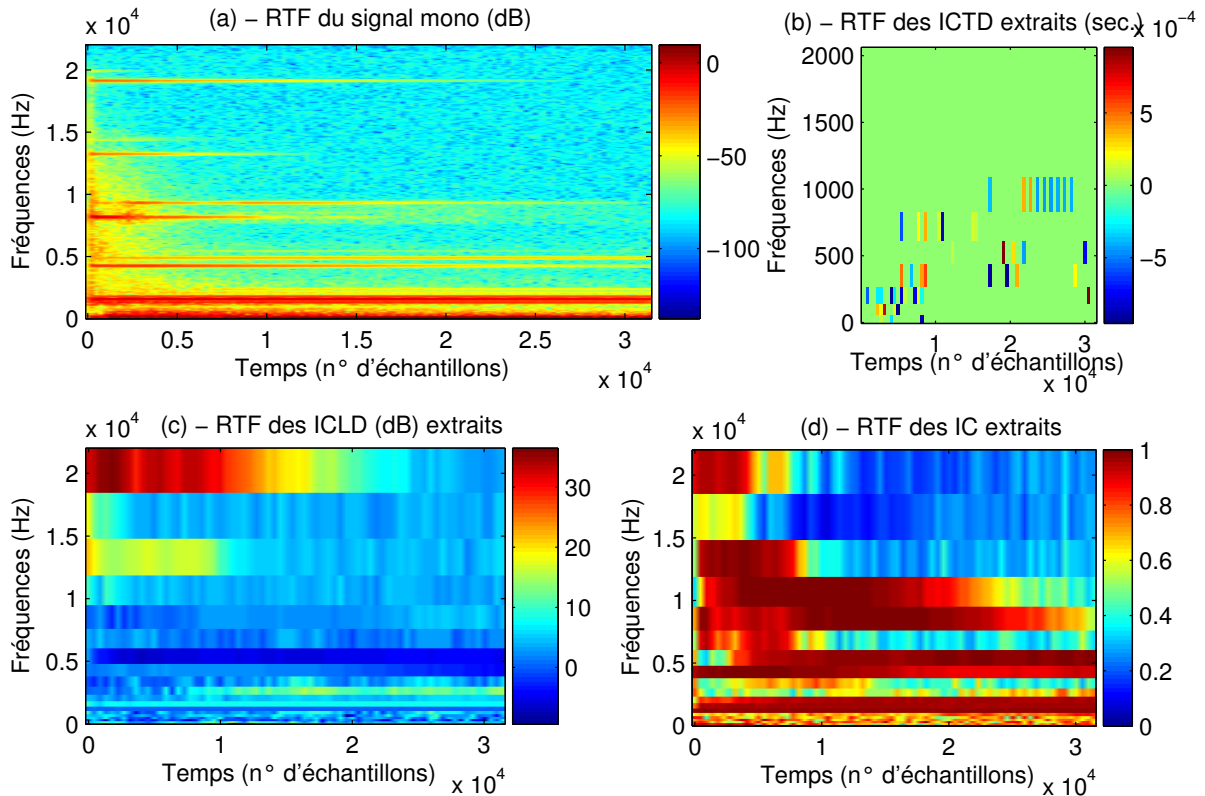 (a) – RTF du signal mono (dB)
x 10^4
Fréquences (Hz)
2
1.5
1
0.5
0
0 0.5 1 1.5 2 2.5 3
Temps (n° d'échantillons)
x 10^4
0
−50
−100
(b) – RTF des ICTD extraits (sec.)
x 10^−4
Fréquences (Hz)
2000
1500
1000
500
0
1 2 3
Temps (n° d'échantillons)
x 10^4
5
0
−5
(c) – RTF des ICLD (dB) extraits
x 10^4
Fréquences (Hz)
2
1.5
1
0.5
0
0 1 2 3
Temps (n° d'échantillons)
x 10^4
30
20
10
0
(d) – RTF des IC extraits
x 10^4
Fréquences (Hz)
2
1.5
1
0.5
0
0 1 2 3
Temps (n° d'échantillons)
x 10^4
1
0.8
0.6
0.4
0.2
0